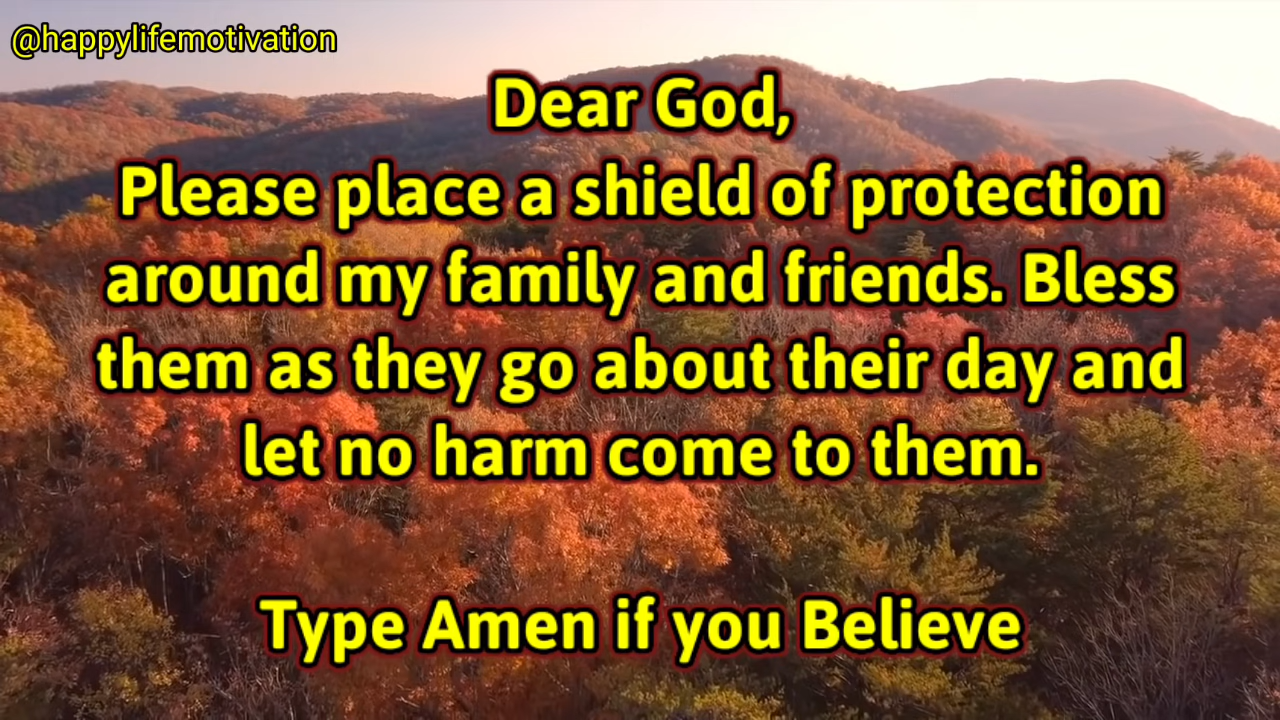 @happylifemotivation
Dear God,
Please place a shield of protection
around my family and friends. Bless
them as they go about their day and
let no harm come to them.
Type Amen if you Believe